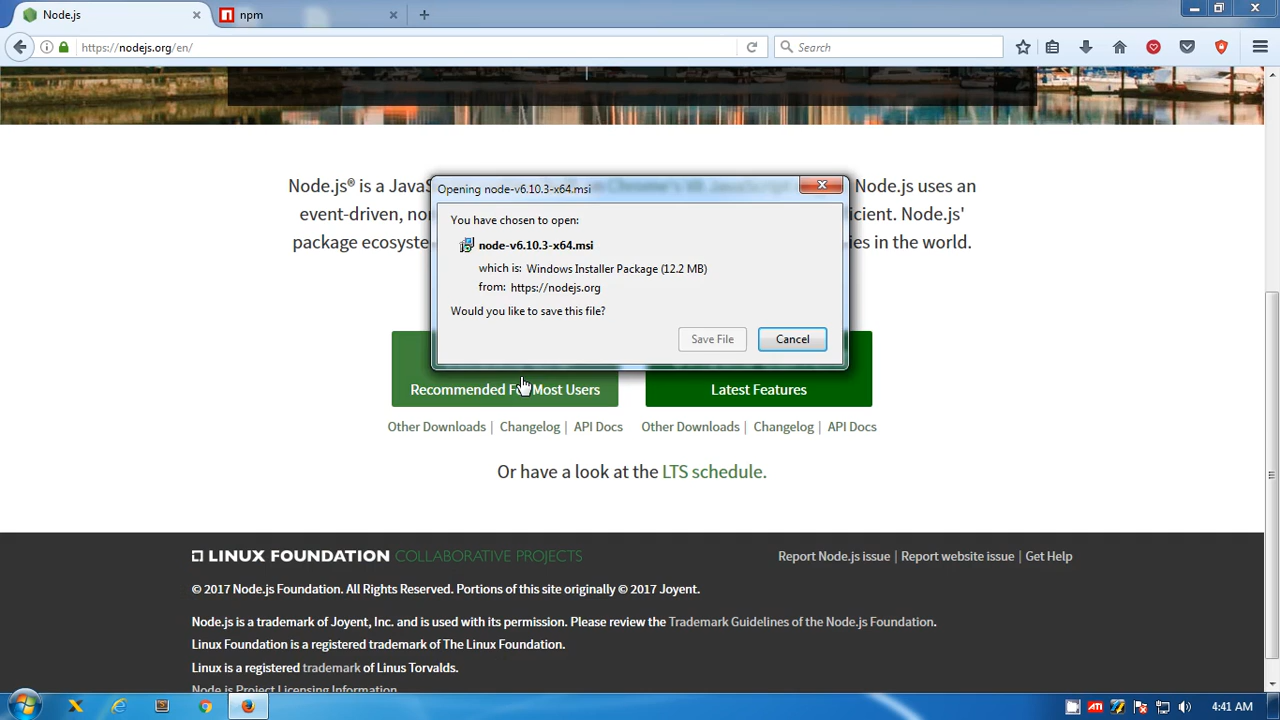 Node.js
npm
https://nodejs.org/en/
Search
Node.js® is a JavaS
Node.js uses an
event-driven, non
icient. Node.js'
package ecosyste
ies in the world.
Opening node-v6.10.3-x64.msi
You have chosen to open:
node-v6.10.3-x64.msi
which is: Windows Installer Package (12.2 MB)
from: https://nodejs.org
Would you like to save this file?
Save File
Cancel
Recommended For Most Users
Latest Features
Other Downloads | Changelog | API Docs
Other Downloads | Changelog | API Docs
Or have a look at the LTS schedule.
LINUX FOUNDATION COLLABORATIVE PROJECTS
Report Node.js issue | Report website issue | Get Help
© 2017 Node.js Foundation. All Rights Reserved. Portions of this site originally © 2017 Joyent.
Node.js is a trademark of Joyent, Inc. and is used with its permission. Please review the Trademark Guidelines of the Node.js Foundation.
Linux Foundation is a registered trademark of The Linux Foundation.
Linux is a registered trademark of Linus Torvalds.
Node.js Project Licensing Information
ATI
4:41 AM